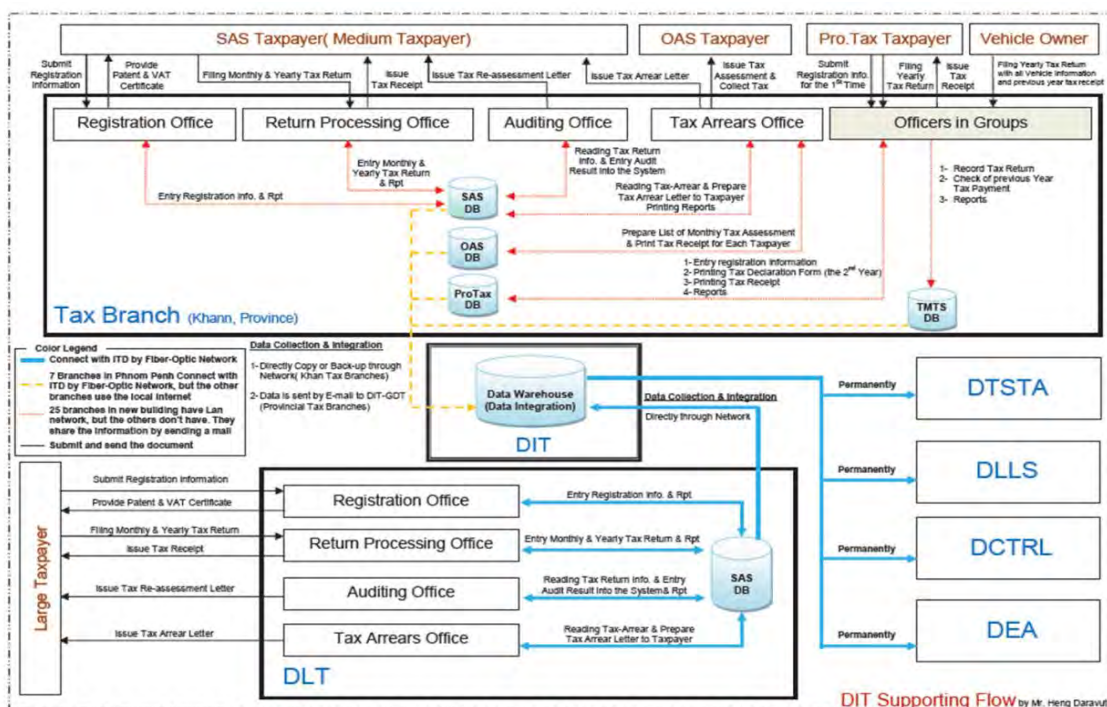 SAS Taxpayer( Medium Taxpayer)
OAS Taxpayer
Pro.Tax Taxpayer
Vehicle Owner
Submit
Registration
Information
Provide
Patent & VAT
Certificate
Filing Monthly & Yearly Tax Return
Issue
Tax Receipt
Issue Tax Re-assessment Letter
Issue Tax Arrear Letter
Issue Tax
Assessment &
Collect Tax
Submit
Registration Info.
for the 1st Time
Filing
Yearly
Tax Return
Issue
Tax
Receipt
Filing Yearly Tax Return
with all Vehicle Information
and previous year tax receipt
Registration Office
Return Processing Office
Auditing Office
Tax Arrears Office
Officers in Groups
Entry Registration Info. & Rpt
Entry Monthly &
Yearly Tax Return
& Rpt
Reading Tax Return
Info. & Entry Audit
Result into the System
Reading Tax-Arrear & Prepare
Tax Arrear Letter to Taxpayer
Printing Reports
1- Record Tax Return
2- Check of previous Year
Tax Payment
3- Reports
SAS
DB
Prepare List of Monthly Tax Assessment
& Print Tax Receipt for Each Taxpayer
OAS
DB
1- Entry registration Information
2- Printing Tax Declaration Form (the 2nd Year)
3- Printing Tax Receipt
4- Reports
ProTax
DB
TMTS
DB
Tax Branch (Khann, Province)
Color Legend
Connect with ITD by Fiber-Optic Network
7 Branches in Phnom Penh Connect with
ITD by Fiber-Optic Network, but the other
branches use the local Internet
25 branches in new building have Lan
network, but the others don't have. They
share the information by sending a mail
Submit and send the document
Data Collection & Integration
1- Directly Copy or Back-up through
Network( Khan Tax Branches)
2- Data is sent by E-mail to DIT-GDT
(Provincial Tax Branches)
Data Warehouse
(Data Integration)
DIT
Data Collection & Integration
Directly through Network
Permanently
DTSTA
Permanently
DLLS
Permanently
DCTRL
Permanently
DEA
Large Taxpayer
Submit Registration Information
Provide Patent & VAT Certificate
Filing Monthly & Yearly Tax Return
Issue Tax Receipt
Issue Tax Re-assessment Letter
Issue Tax Arrear Letter
Registration Office
Return Processing Office
Auditing Office
Tax Arrears Office
Entry Registration Info. & Rpt
Entry Monthly & Yearly Tax Return & Rpt
Reading Tax Return Info. & Entry
Audit Result Into the System& Rpt
Reading Tax-Arrear & Prepare
Tax Arrear Letter to Taxpayer
SAS
DB
DLT
DIT Supporting Flow by Mr. Heng Daravuth